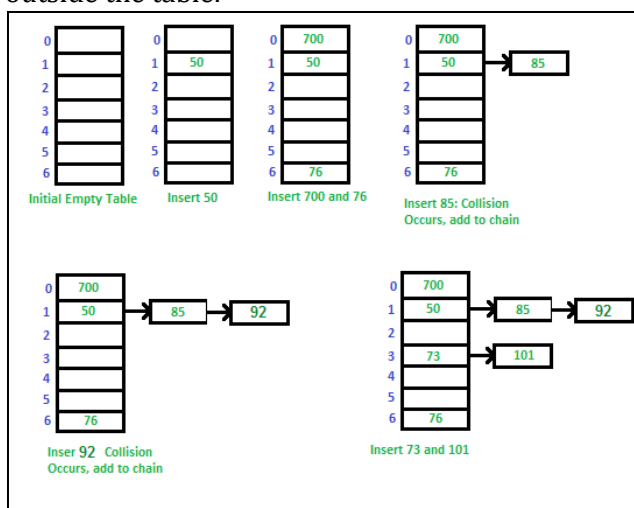 outside the table.
0
1
2
3
4
5
6
Initial Empty Table
0
1 50
2
3
4
5
6
Insert 50
0 700
1 50
2
3
4
5
6 76
Insert 700 and 76
0 700
1 50 85
2
3
4
5
6 76
Insert 85: Collision
Occurs, add to chain
0 700
1 50 85 92
2
3
4
5
6 76
Inser 92 Collision
Occurs, add to chain
0 700
1 50 85 92
2
3 73 101
4
5
6 76
Insert 73 and 101